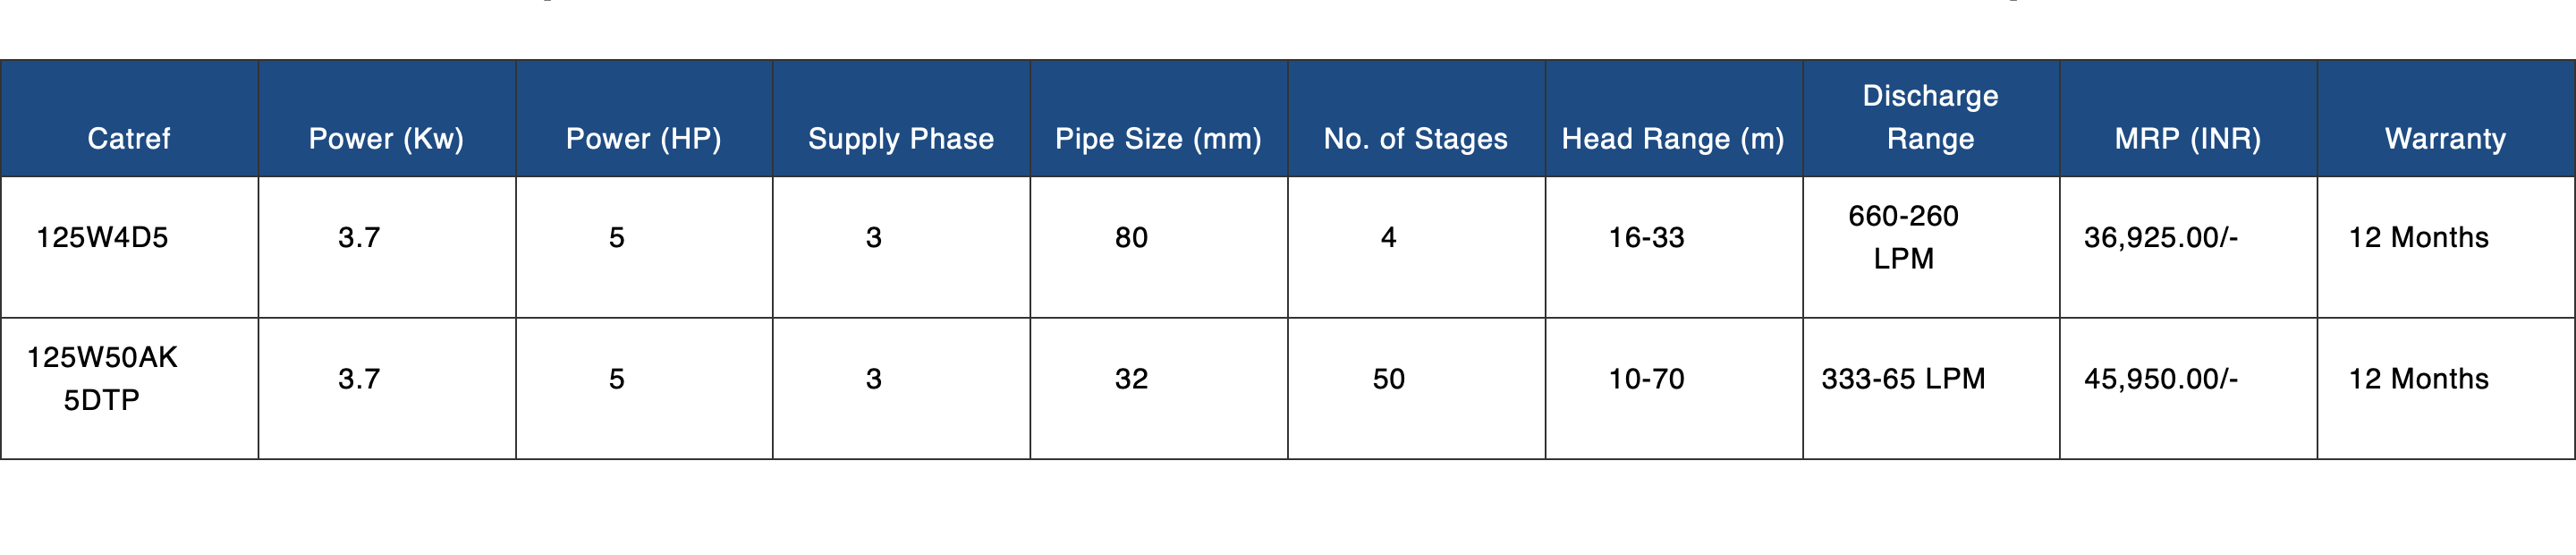 Catref Power (Kw) Power (HP) Supply Phase Pipe Size (mm) No. of Stages Head Range (m) Discharge Range MRP (INR) Warranty
125W4D5 3.7 5 3 80 4 16-33 660-260 LPM 36,925.00/- 12 Months
125W50AK 5DTP 3.7 5 3 32 50 10-70 333-65 LPM 45,950.00/- 12 Months